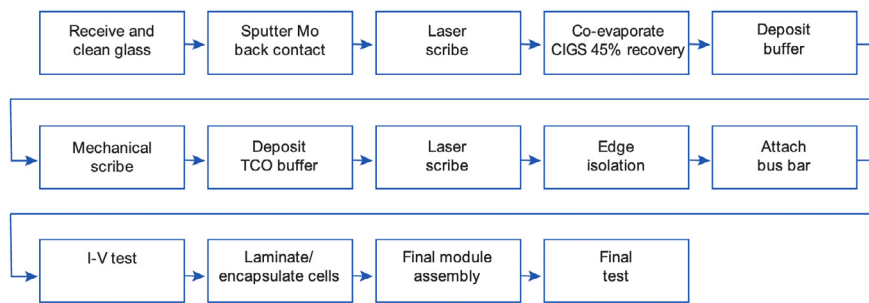 Receive and
clean glass
Sputter Mo
back contact
Laser
scribe
Co-evaporate
CIGS 45% recovery
Deposit
buffer
Mechanical
scribe
Deposit
TCO buffer
Laser
scribe
Edge
isolation
Attach
bus bar
I-V test
Laminate/
encapsulate cells
Final module
assembly
Final
test